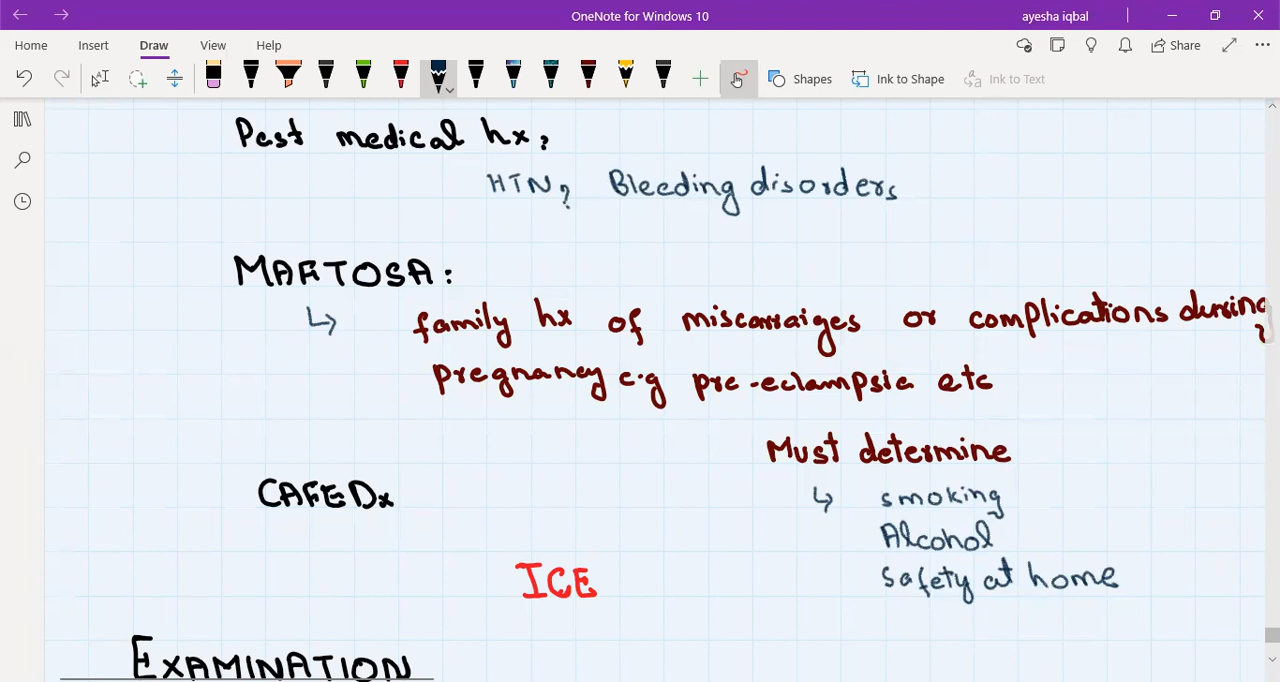 OneNote for Windows 10
ayesha iqbal
Home Insert Draw View Help
Share
Shapes Ink to Shape Ink to Text
Past medical hx?
HTN? Bleeding disorders
MAFTOSA:
family hx of miscarraiges or complications during
pregnancy e.g pre-eclampsia etc
Must determine
smoking
Alcohol
Safety at home
CAFEDx
ICE
EXAMINATION